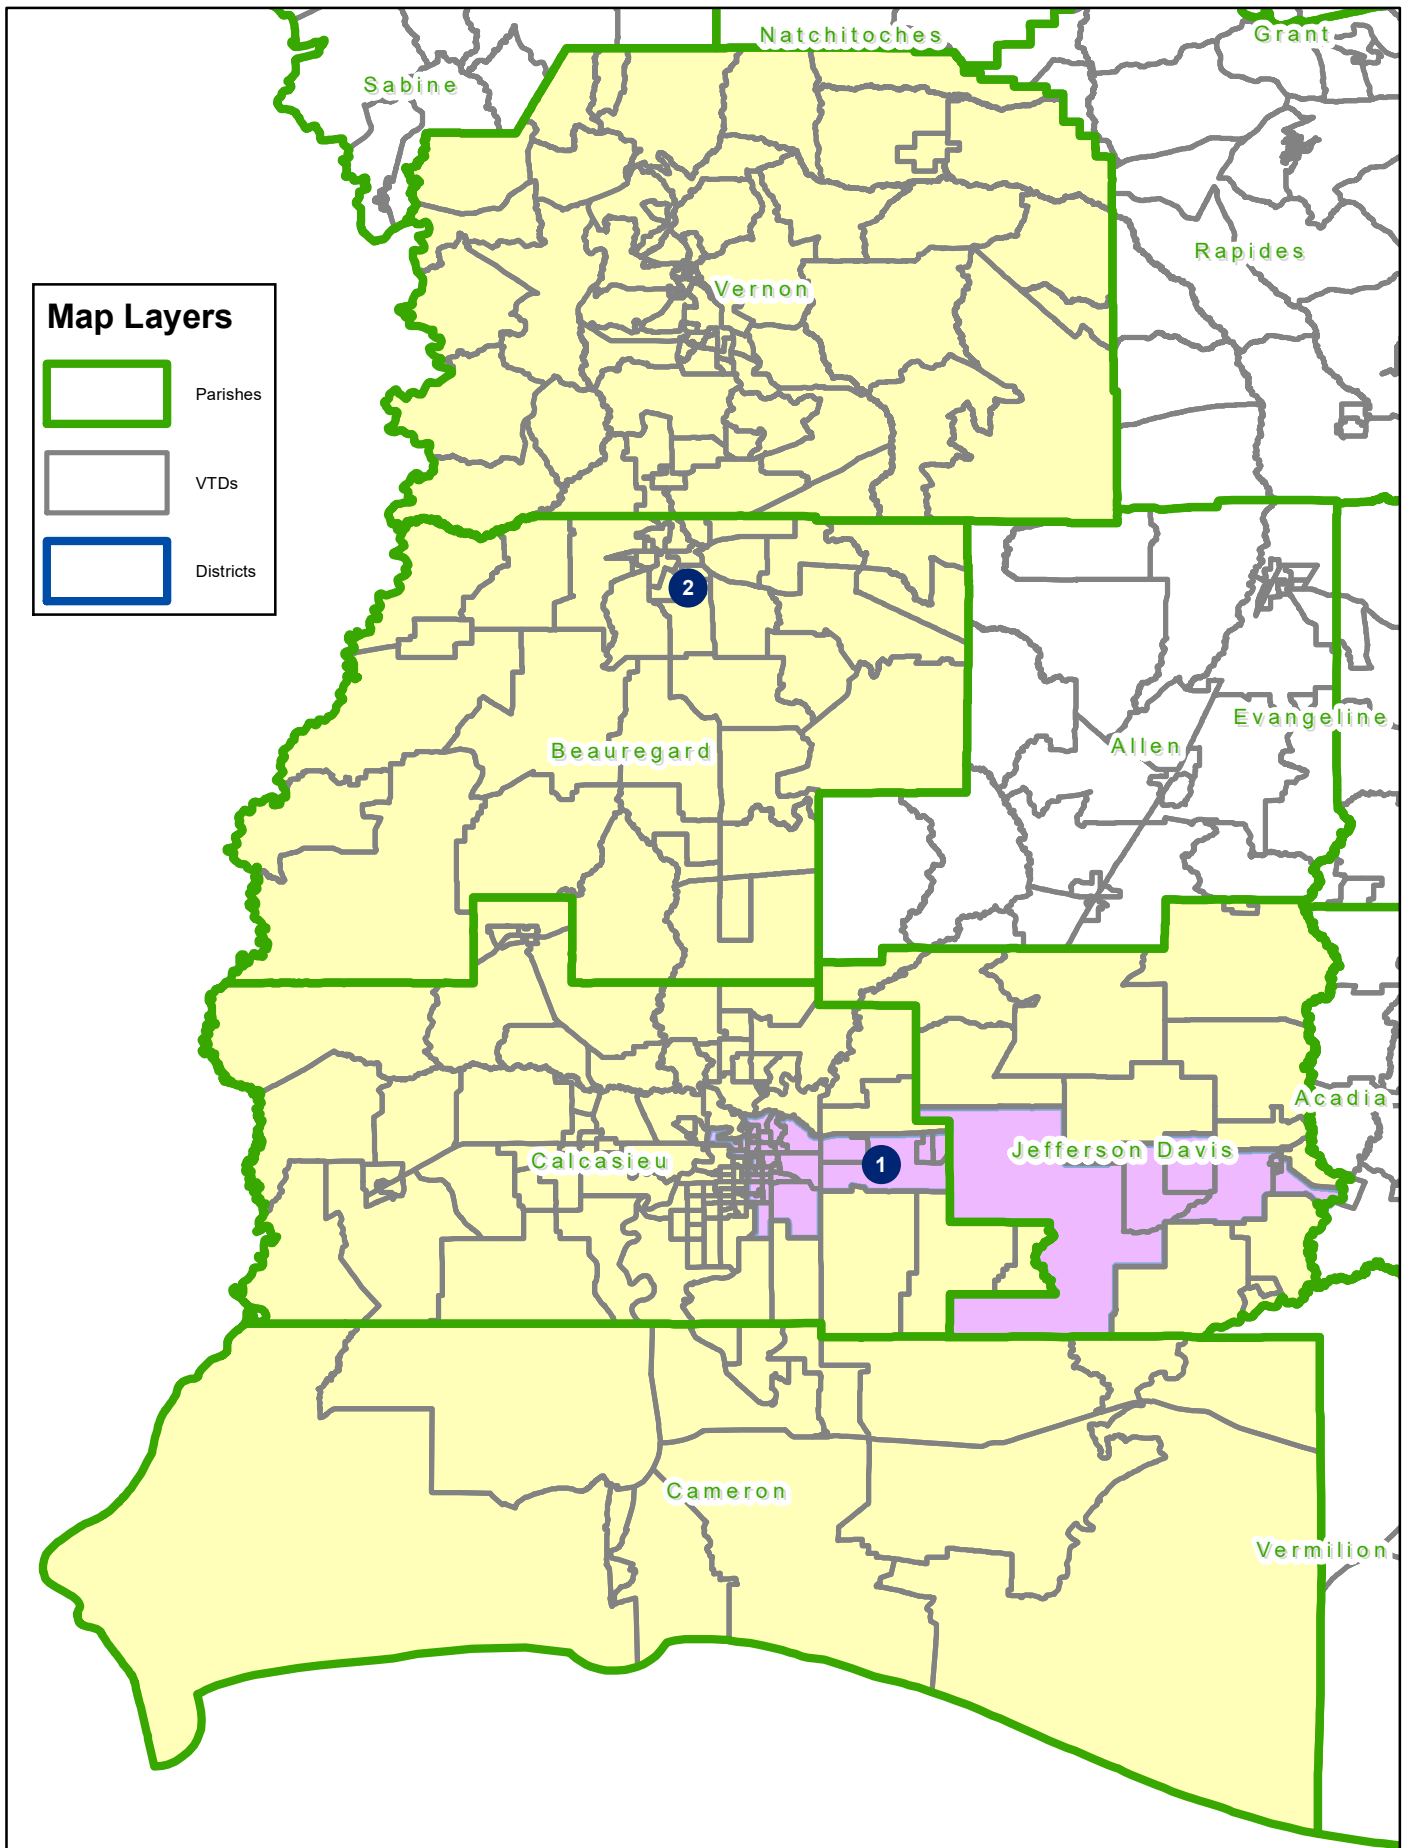 Natchitoches
Grant
Sabine
Rapides
Vernon
Map Layers
Parishes
VTDs
Districts
2
Evangeline
Allen
Beauregard
Acadia
Jefferson Davis
Calcasieu
1
Cameron
Vermilion